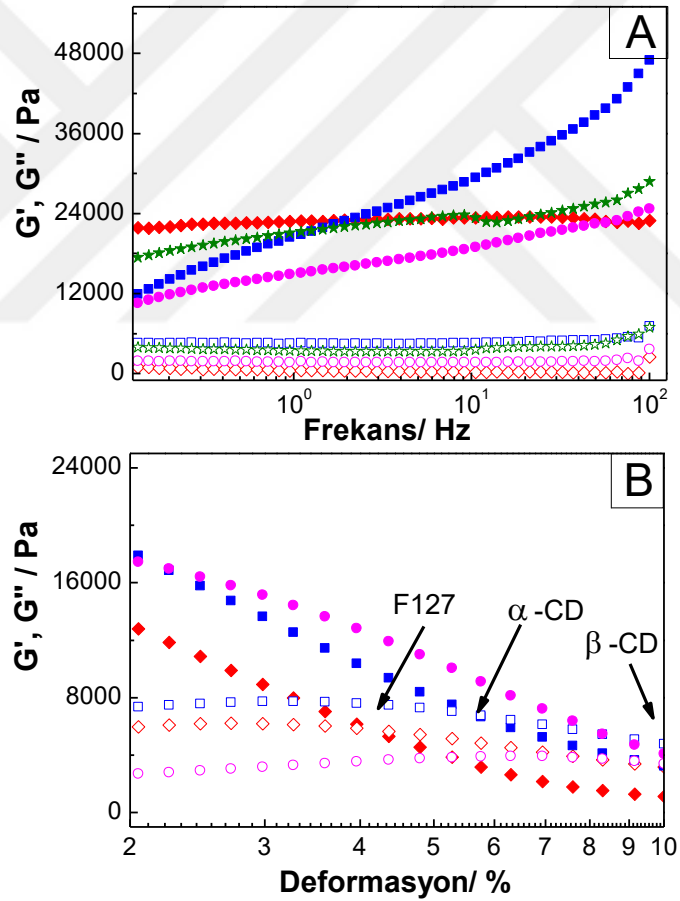 A
G', G'' / Pa
48000
36000
24000
12000
0
10⁰
10¹
10²
Frekans/ Hz
B
G', G'' / Pa
24000
16000
8000
0
F127
α -CD
β -CD
2
3
4
5
6
7
8
9
10
Deformasyon/ %